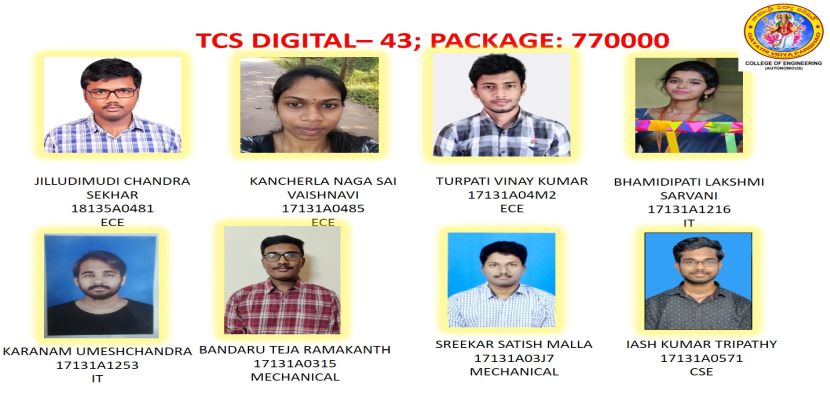 TCS DIGITAL– 43; PACKAGE: 770000
GAYATRI VIDYA PARISHAD
COLLEGE OF ENGINEERING
(AUTONOMOUS)
JILLUDIMUDI CHANDRA
SEKHAR
18135A0481
ECE
KANCHERLA NAGA SAI
VAISHNAVI
17131A0485
ECE
TURPATI VINAY KUMAR
17131A04M2
ECE
BHAMIDIPATI LAKSHMI
SARVANI
17131A1216
IT
KARANAM UMESHCHANDRA
17131A1253
IT
BANDARU TEJA RAMAKANTH
17131A0315
MECHANICAL
SREEKAR SATISH MALLA
17131A03J7
MECHANICAL
IASH KUMAR TRIPATHY
17131A0571
CSE